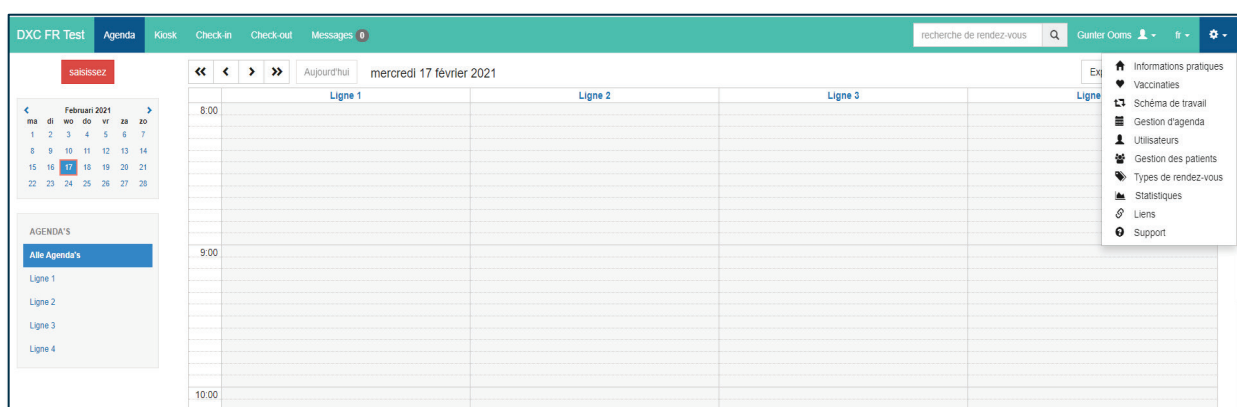 DXC FR Test Agenda Kiosk Check-in Check-out Messages 0 recherche de rendez-vous Gunter Ooms fr
saisissez
Aujourd'hui mercredi 17 février 2021
Informations pratiques
Vaccinaties
Schéma de travail
Gestion d'agenda
Utilisateurs
Gestion des patients
Types de rendez-vous
Statistiques
Liens
Support
Februari 2021
ma di wo do vr za zo
1 2 3 4 5 6 7
8 9 10 11 12 13 14
15 16 17 18 19 20 21
22 23 24 25 26 27 28
AGENDA'S
Alle Agenda's
Ligne 1
Ligne 2
Ligne 3
Ligne 4
Ligne 1 Ligne 2 Ligne 3 Ligne
8:00
9:00
10:00